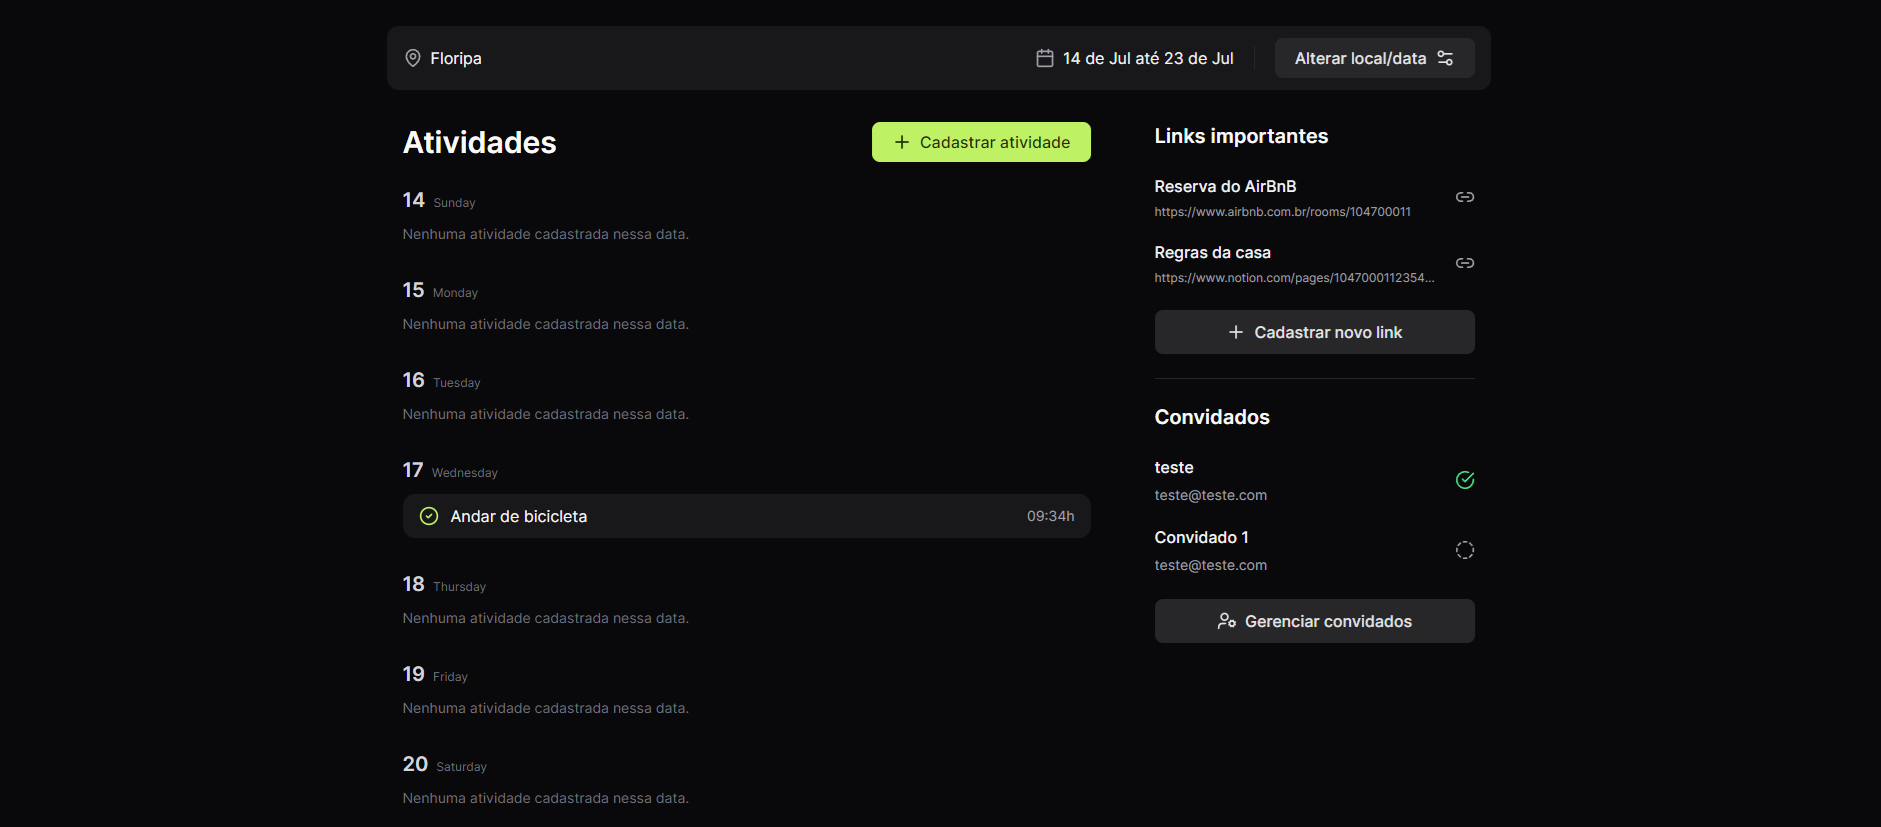 Floripa
14 de Jul até 23 de Jul
Alterar local/data
Atividades
Cadastrar atividade
14 Sunday
Nenhuma atividade cadastrada nessa data.
15 Monday
Nenhuma atividade cadastrada nessa data.
16 Tuesday
Nenhuma atividade cadastrada nessa data.
17 Wednesday
Andar de bicicleta 09:34h
18 Thursday
Nenhuma atividade cadastrada nessa data.
19 Friday
Nenhuma atividade cadastrada nessa data.
20 Saturday
Nenhuma atividade cadastrada nessa data.
Links importantes
Reserva do AirBnB
https://www.airbnb.com.br/rooms/104700011
Regras da casa
https://www.notion.com/pages/1047000112354...
Cadastrar novo link
Convidados
teste
teste@teste.com
Convidado 1
teste@teste.com
Gerenciar convidados